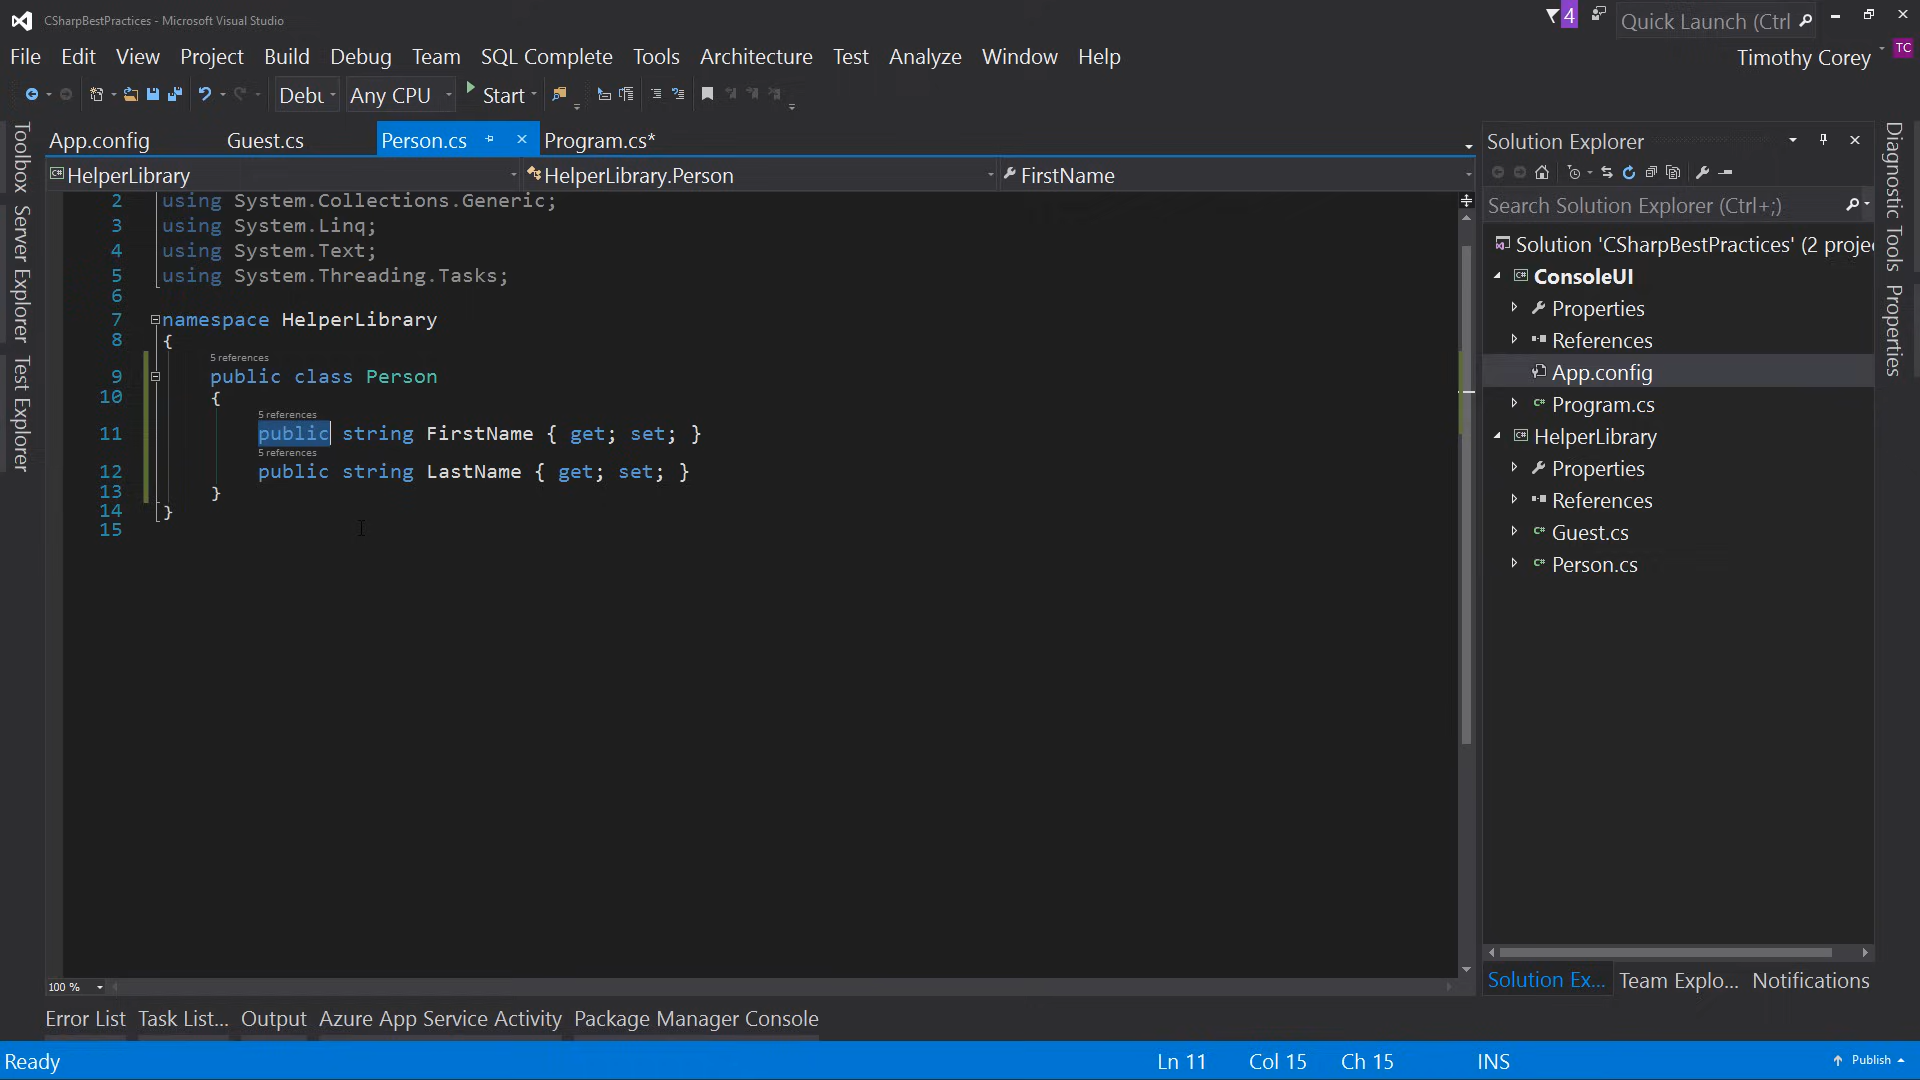 CSharpBestPractices - Microsoft Visual Studio
4
Quick Launch (Ctrl
File Edit View Project Build Debug Team SQL Complete Tools Architecture Test Analyze Window Help
Timothy Corey
TC
Debu
Any CPU
Start
App.config
Guest.cs
Person.cs
Program.cs*
HelperLibrary
HelperLibrary.Person
FirstName
2 using System.Collections.Generic;
3 using System.Linq;
4 using System.Text;
5 using System.Threading.Tasks;
6
7 namespace HelperLibrary
8 {
5 references
9 public class Person
10 {
5 references
11 public string FirstName { get; set; }
5 references
12 public string LastName { get; set; }
13 }
14 }
15
Toolbox
Server Explorer
Test Explorer
Solution Explorer
Search Solution Explorer (Ctrl+;)
Solution 'CSharpBestPractices' (2 proje
ConsoleUI
Properties
References
App.config
Program.cs
HelperLibrary
Properties
References
Guest.cs
Person.cs
Diagnostic Tools
Properties
100 %
Solution Ex... Team Explo... Notifications
Error List Task List... Output Azure App Service Activity Package Manager Console
Ready
Ln 11 Col 15 Ch 15 INS
Publish